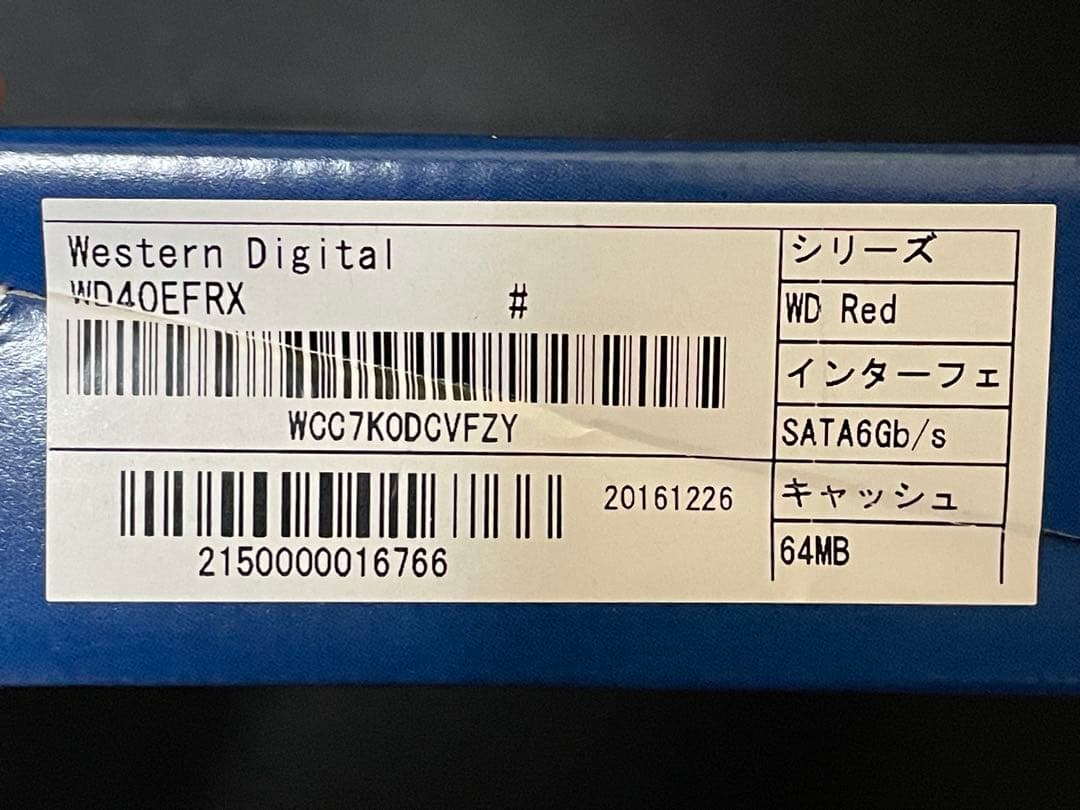 Western Digital
WD40EFRX #
WCC7K0DCVFZY
2150000016766
20161226
シリーズ
WD Red
インターフェ
SATA6Gb/s
キャッシュ
64MB